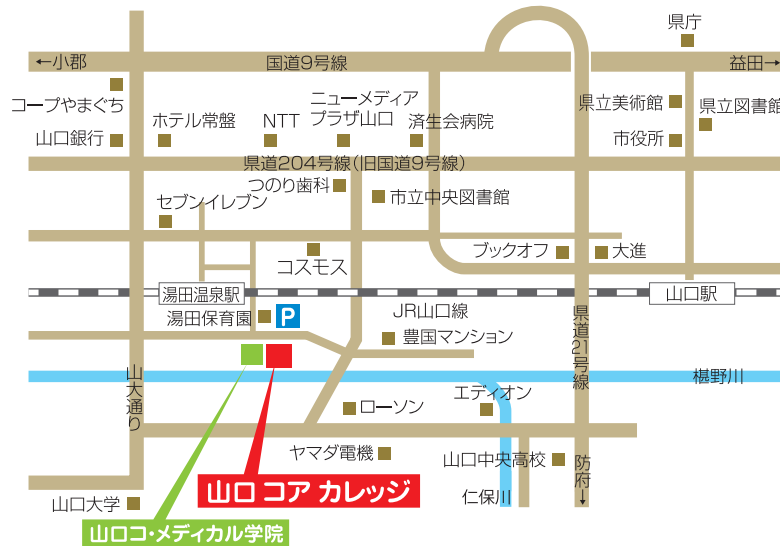 県庁
←小郡
国道9号線
益田→
コープやまぐち
ニューメディア
プラザ山口
県立美術館
県立図書館
ホテル常盤
NTT
済生会病院
山口銀行
市役所
県道204号線(旧国道9号線)
つのり歯科
市立中央図書館
セブンイレブン
ブックオフ
大進
コスモス
湯田温泉駅
山口駅
湯田保育園
P
JR山口線
豊国マンション
県道21号線
山大通り
椹野川
ローソン
エディオン
ヤマダ電機
山口中央高校
防府→
山口 コア カレッジ
仁保川
山口大学
山口コ・メディカル学院